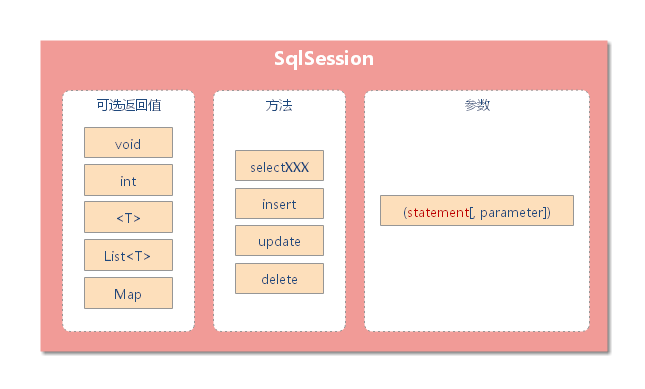 SqlSession
可选返回值
void
int
<T>
List<T>
Map
方法
selectXXX
insert
update
delete
参数
(statement[, parameter])